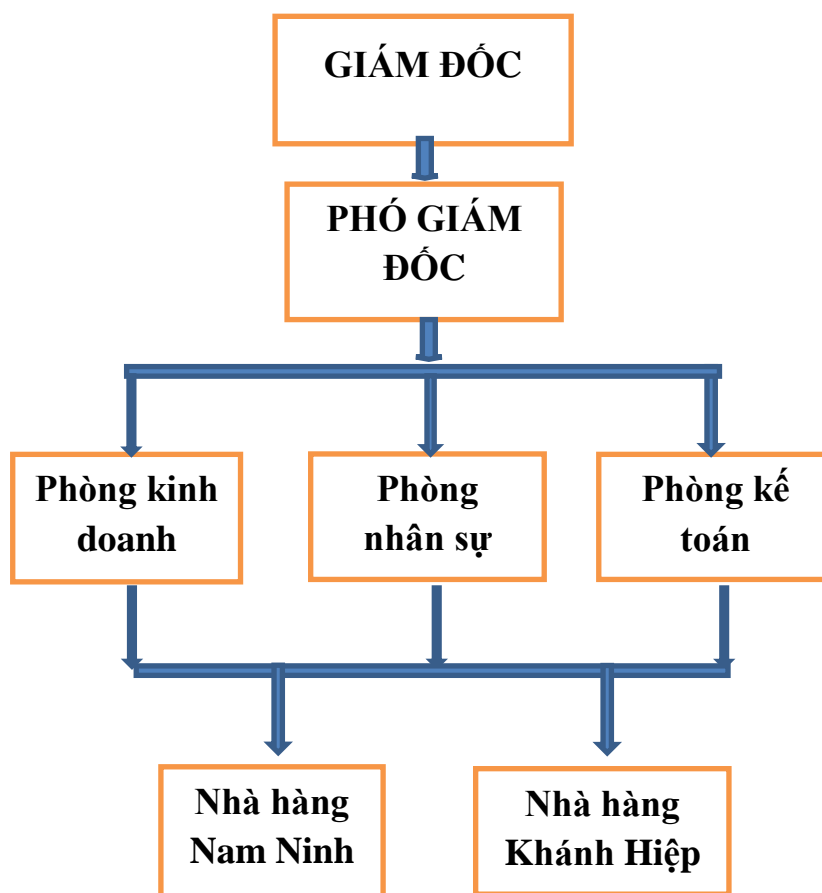 GIÁM ĐỐC
PHÓ GIÁM
ĐỐC
Phòng kinh
doanh
Phòng
nhân sự
Phòng kế
toán
Nhà hàng
Nam Ninh
Nhà hàng
Khánh Hiệp